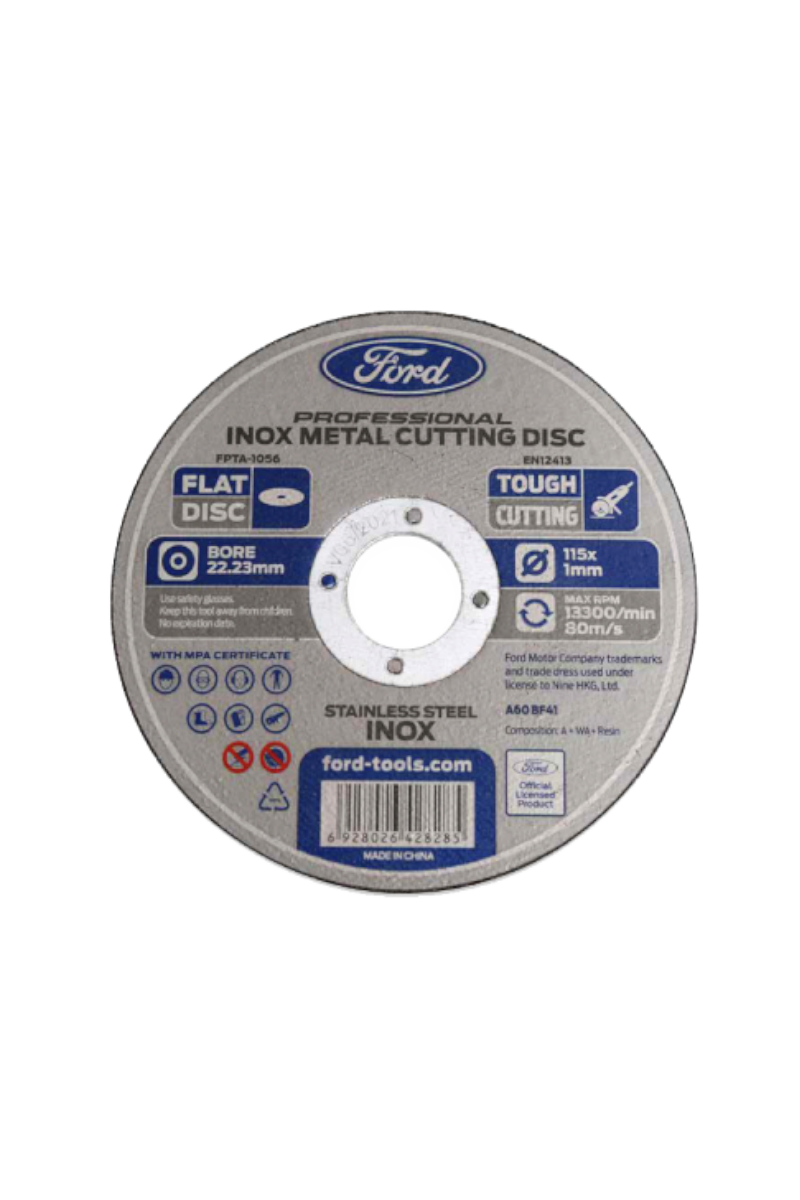 Ford
PROFESSIONAL
INOX METAL CUTTING DISC
FPTA-1056
EN12413
FLAT
DISC
TOUGH
CUTTING
BORE
22.23mm
115x
1mm
Use safety glasses.
Keep this tool away from children.
No expiration date.
MAX RPM
13300/min
80m/s
WITH MPA CERTIFICATE
Ford Motor Company trademarks
and trade dress used under
license to Nine HKG, Ltd.
A60 BF41
Composition: A + WA + Resin
STAINLESS STEEL
INOX
ford-tools.com
6 928026 428285
MADE IN CHINA
Ford
Official
Licensed
Product